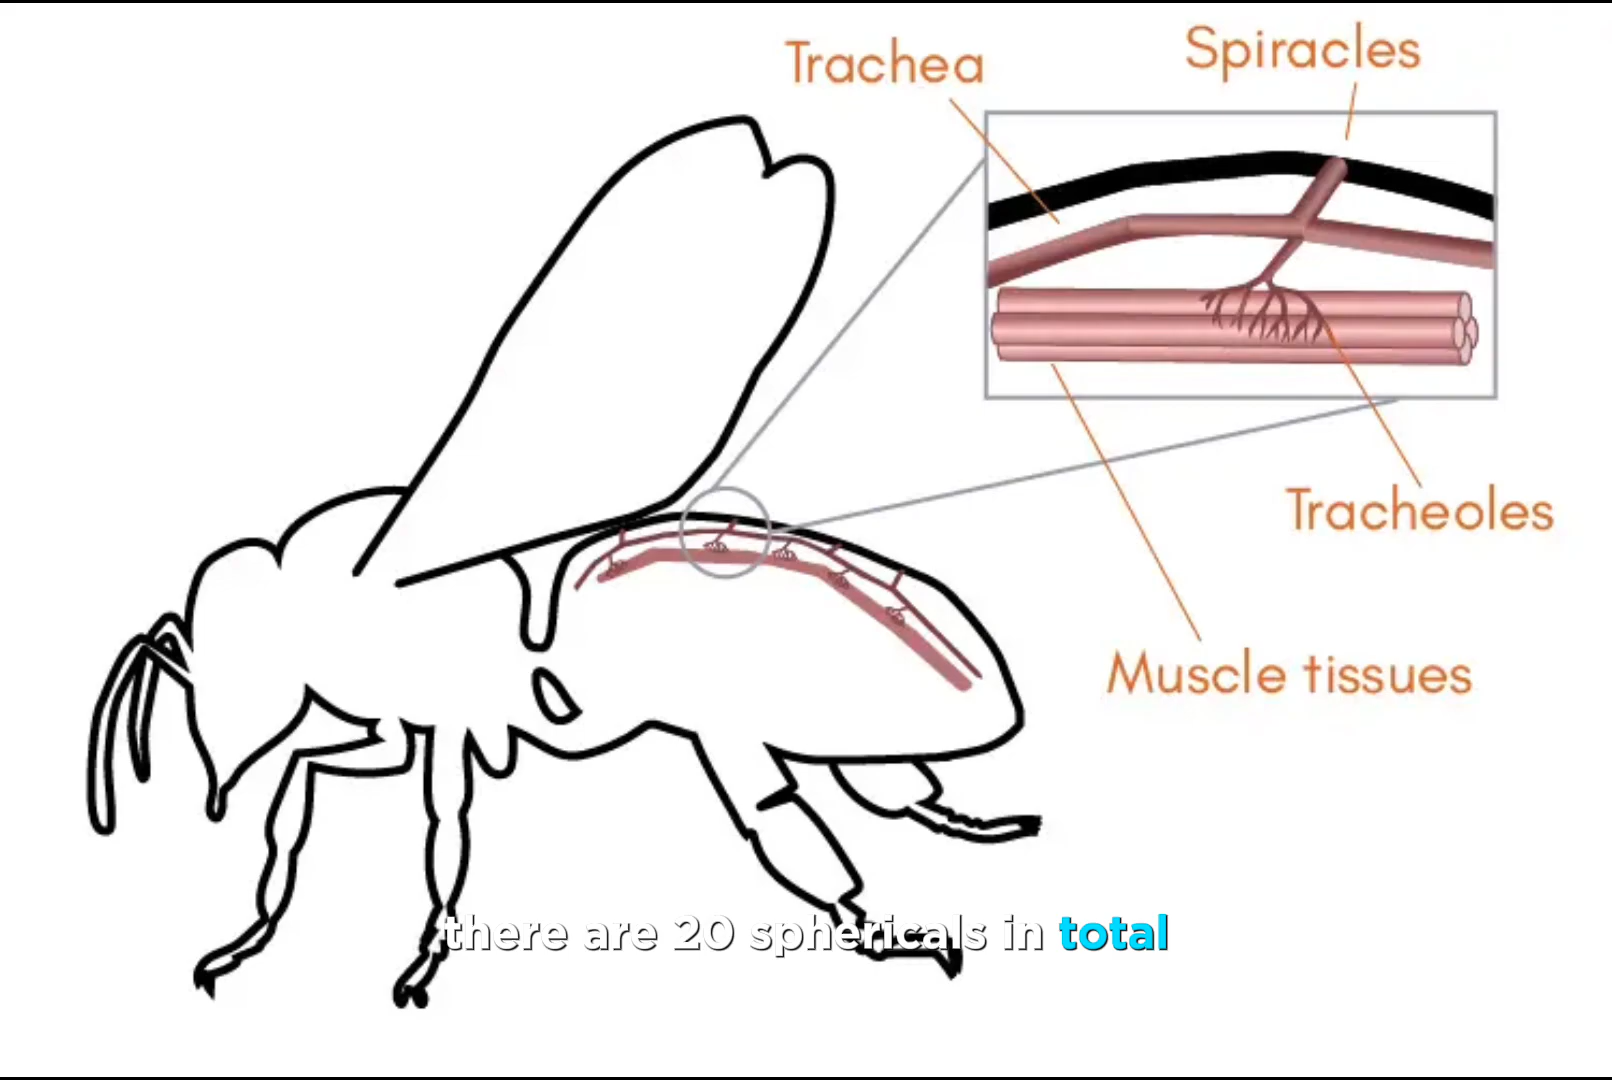 Trachea
Spiracles
Tracheoles
Muscle tissues
there are 20 sphericals in total